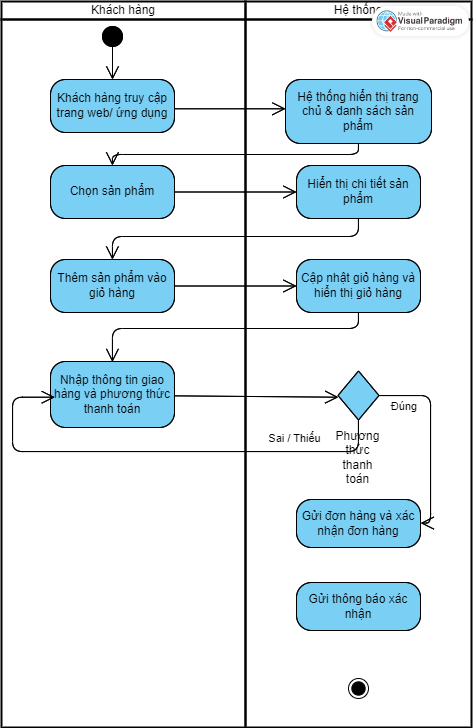 Khách hàng
Hệ thống
Made with
Visual Paradigm
For non-commercial use
Khách hàng truy cập
trang web/ ứng dụng
Hệ thống hiển thị trang
chủ & danh sách sản
phẩm
Chọn sản phẩm
Hiển thị chi tiết sản
phẩm
Thêm sản phẩm vào
giỏ hàng
Cập nhật giỏ hàng và
hiển thị giỏ hàng
Nhập thông tin giao
hàng và phương thức
thanh toán
Đúng
Sai / Thiếu
Phương
thức
thanh
toán
Gửi đơn hàng và xác
nhận đơn hàng
Gửi thông báo xác
nhận